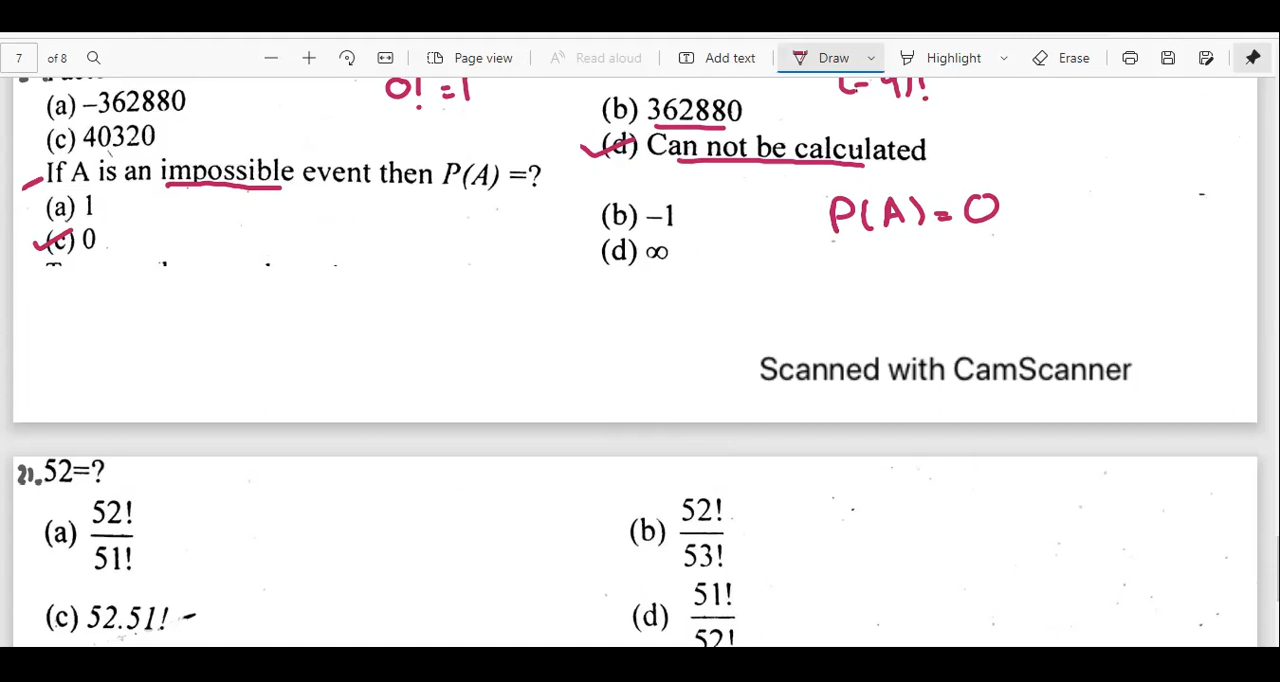 7 of 8 Page view Read aloud Add text Draw Highlight Erase
0! =1
(a) –362880 (b) 362880
(c) 40320 (d) Can not be calculated
If A is an impossible event then P(A) =?
(a) 1 (b) –1 P(A)=0
(c) 0 (d) ∞
Scanned with CamScanner
21. 52=?
(a) 52!/51! (b) 52!/53!
(c) 52.51! (d) 51!/52!